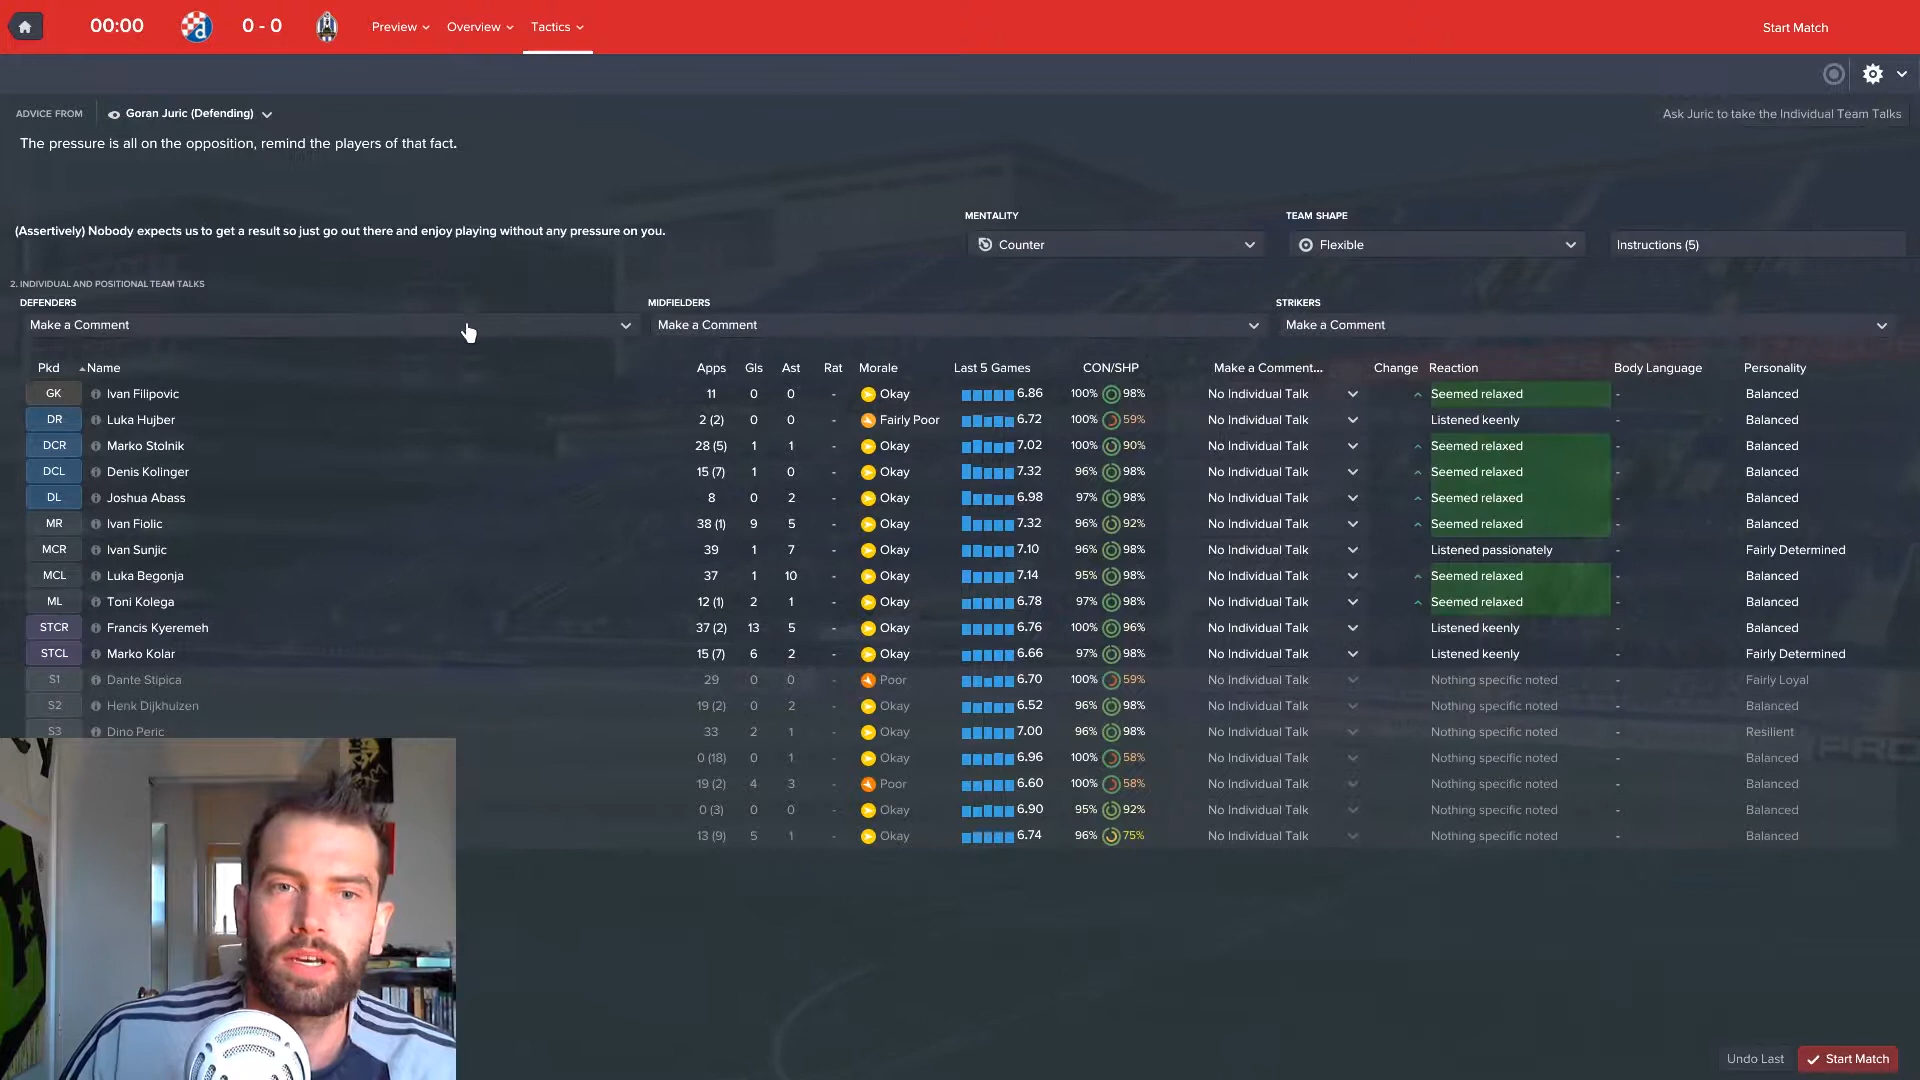 00:00 0 - 0 Preview Overview Tactics Start Match
ADVICE FROM Goran Juric (Defending) Ask Juric to take the Individual Team Talks
The pressure is all on the opposition, remind the players of that fact.
MENTALITY TEAM SHAPE
(Assertively) Nobody expects us to get a result so just go out there and enjoy playing without any pressure on you.
Counter Flexible Instructions (5)
2. INDIVIDUAL AND POSITIONAL TEAM TALKS
DEFENDERS MIDFIELDERS STRIKERS
Make a Comment Make a Comment Make a Comment
Pkd Name Apps Gls Ast Rat Morale Last 5 Games CON/SHP Make a Comment... Change Reaction Body Language Personality
GK Ivan Filipovic 11 0 0 - Okay 6.86 100% 98% No Individual Talk Seemed relaxed - Balanced
DR Luka Hujber 2 (2) 0 0 - Fairly Poor 6.72 100% 59% No Individual Talk Listened keenly - Balanced
DCR Marko Stolnik 28 (5) 1 1 - Okay 7.02 100% 90% No Individual Talk Seemed relaxed - Balanced
DCL Denis Kolinger 15 (7) 1 0 - Okay 7.32 96% 98% No Individual Talk Seemed relaxed - Balanced
DL Joshua Abass 8 0 2 - Okay 6.98 97% 98% No Individual Talk Seemed relaxed - Balanced
MR Ivan Fiolic 38 (1) 9 5 - Okay 7.32 96% 92% No Individual Talk Seemed relaxed - Balanced
MCR Ivan Sunjic 39 1 7 - Okay 7.10 96% 98% No Individual Talk Listened passionately - Fairly Determined
MCL Luka Begonja 37 1 10 - Okay 7.14 95% 98% No Individual Talk Seemed relaxed - Balanced
ML Toni Kolega 12 (1) 2 1 - Okay 6.78 97% 98% No Individual Talk Seemed relaxed - Balanced
STCR Francis Kyeremeh 37 (2) 13 5 - Okay 6.76 100% 96% No Individual Talk Listened keenly - Balanced
STCL Marko Kolar 15 (7) 6 2 - Okay 6.66 97% 98% No Individual Talk Listened keenly - Fairly Determined
S1 Dante Stipica 29 0 0 - Poor 6.70 100% 59% No Individual Talk Nothing specific noted - Fairly Loyal
S2 Henk Dijkhuizen 19 (2) 0 2 - Okay 6.52 96% 98% No Individual Talk Nothing specific noted - Balanced
S3 Dino Peric 33 2 1 - Okay 7.00 96% 98% No Individual Talk Nothing specific noted - Resilient
0 (18) 0 1 - Okay 6.96 100% 58% No Individual Talk Nothing specific noted - Balanced
19 (2) 4 3 - Poor 6.60 100% 58% No Individual Talk Nothing specific noted - Balanced
0 (3) 0 0 - Okay 6.90 95% 92% No Individual Talk Nothing specific noted - Balanced
13 (9) 5 1 - Okay 6.74 96% 75% No Individual Talk Nothing specific noted - Balanced
Undo Last Start Match